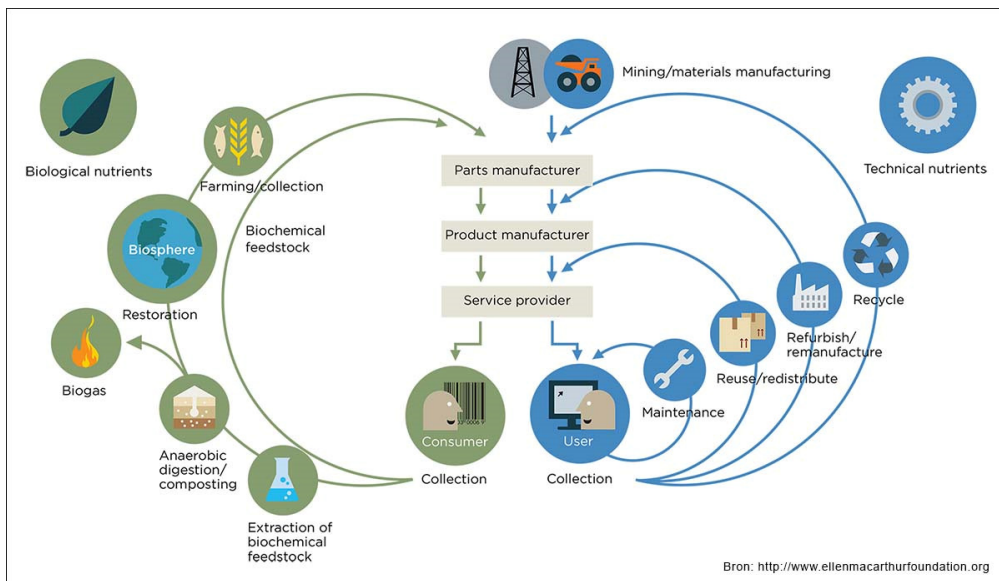 Mining/materials manufacturing
Biological nutrients
Farming/collection
Technical nutrients
Parts manufacturer
Biochemical
feedstock
Product manufacturer
Biosphere
Restoration
Service provider
Recycle
Refurbish/
remanufacture
Reuse/redistribute
Biogas
Maintenance
Consumer
User
Anaerobic
digestion/
composting
Collection
Collection
Extraction of
biochemical
feedstock
Bron: http://www.ellenmacarthurfoundation.org